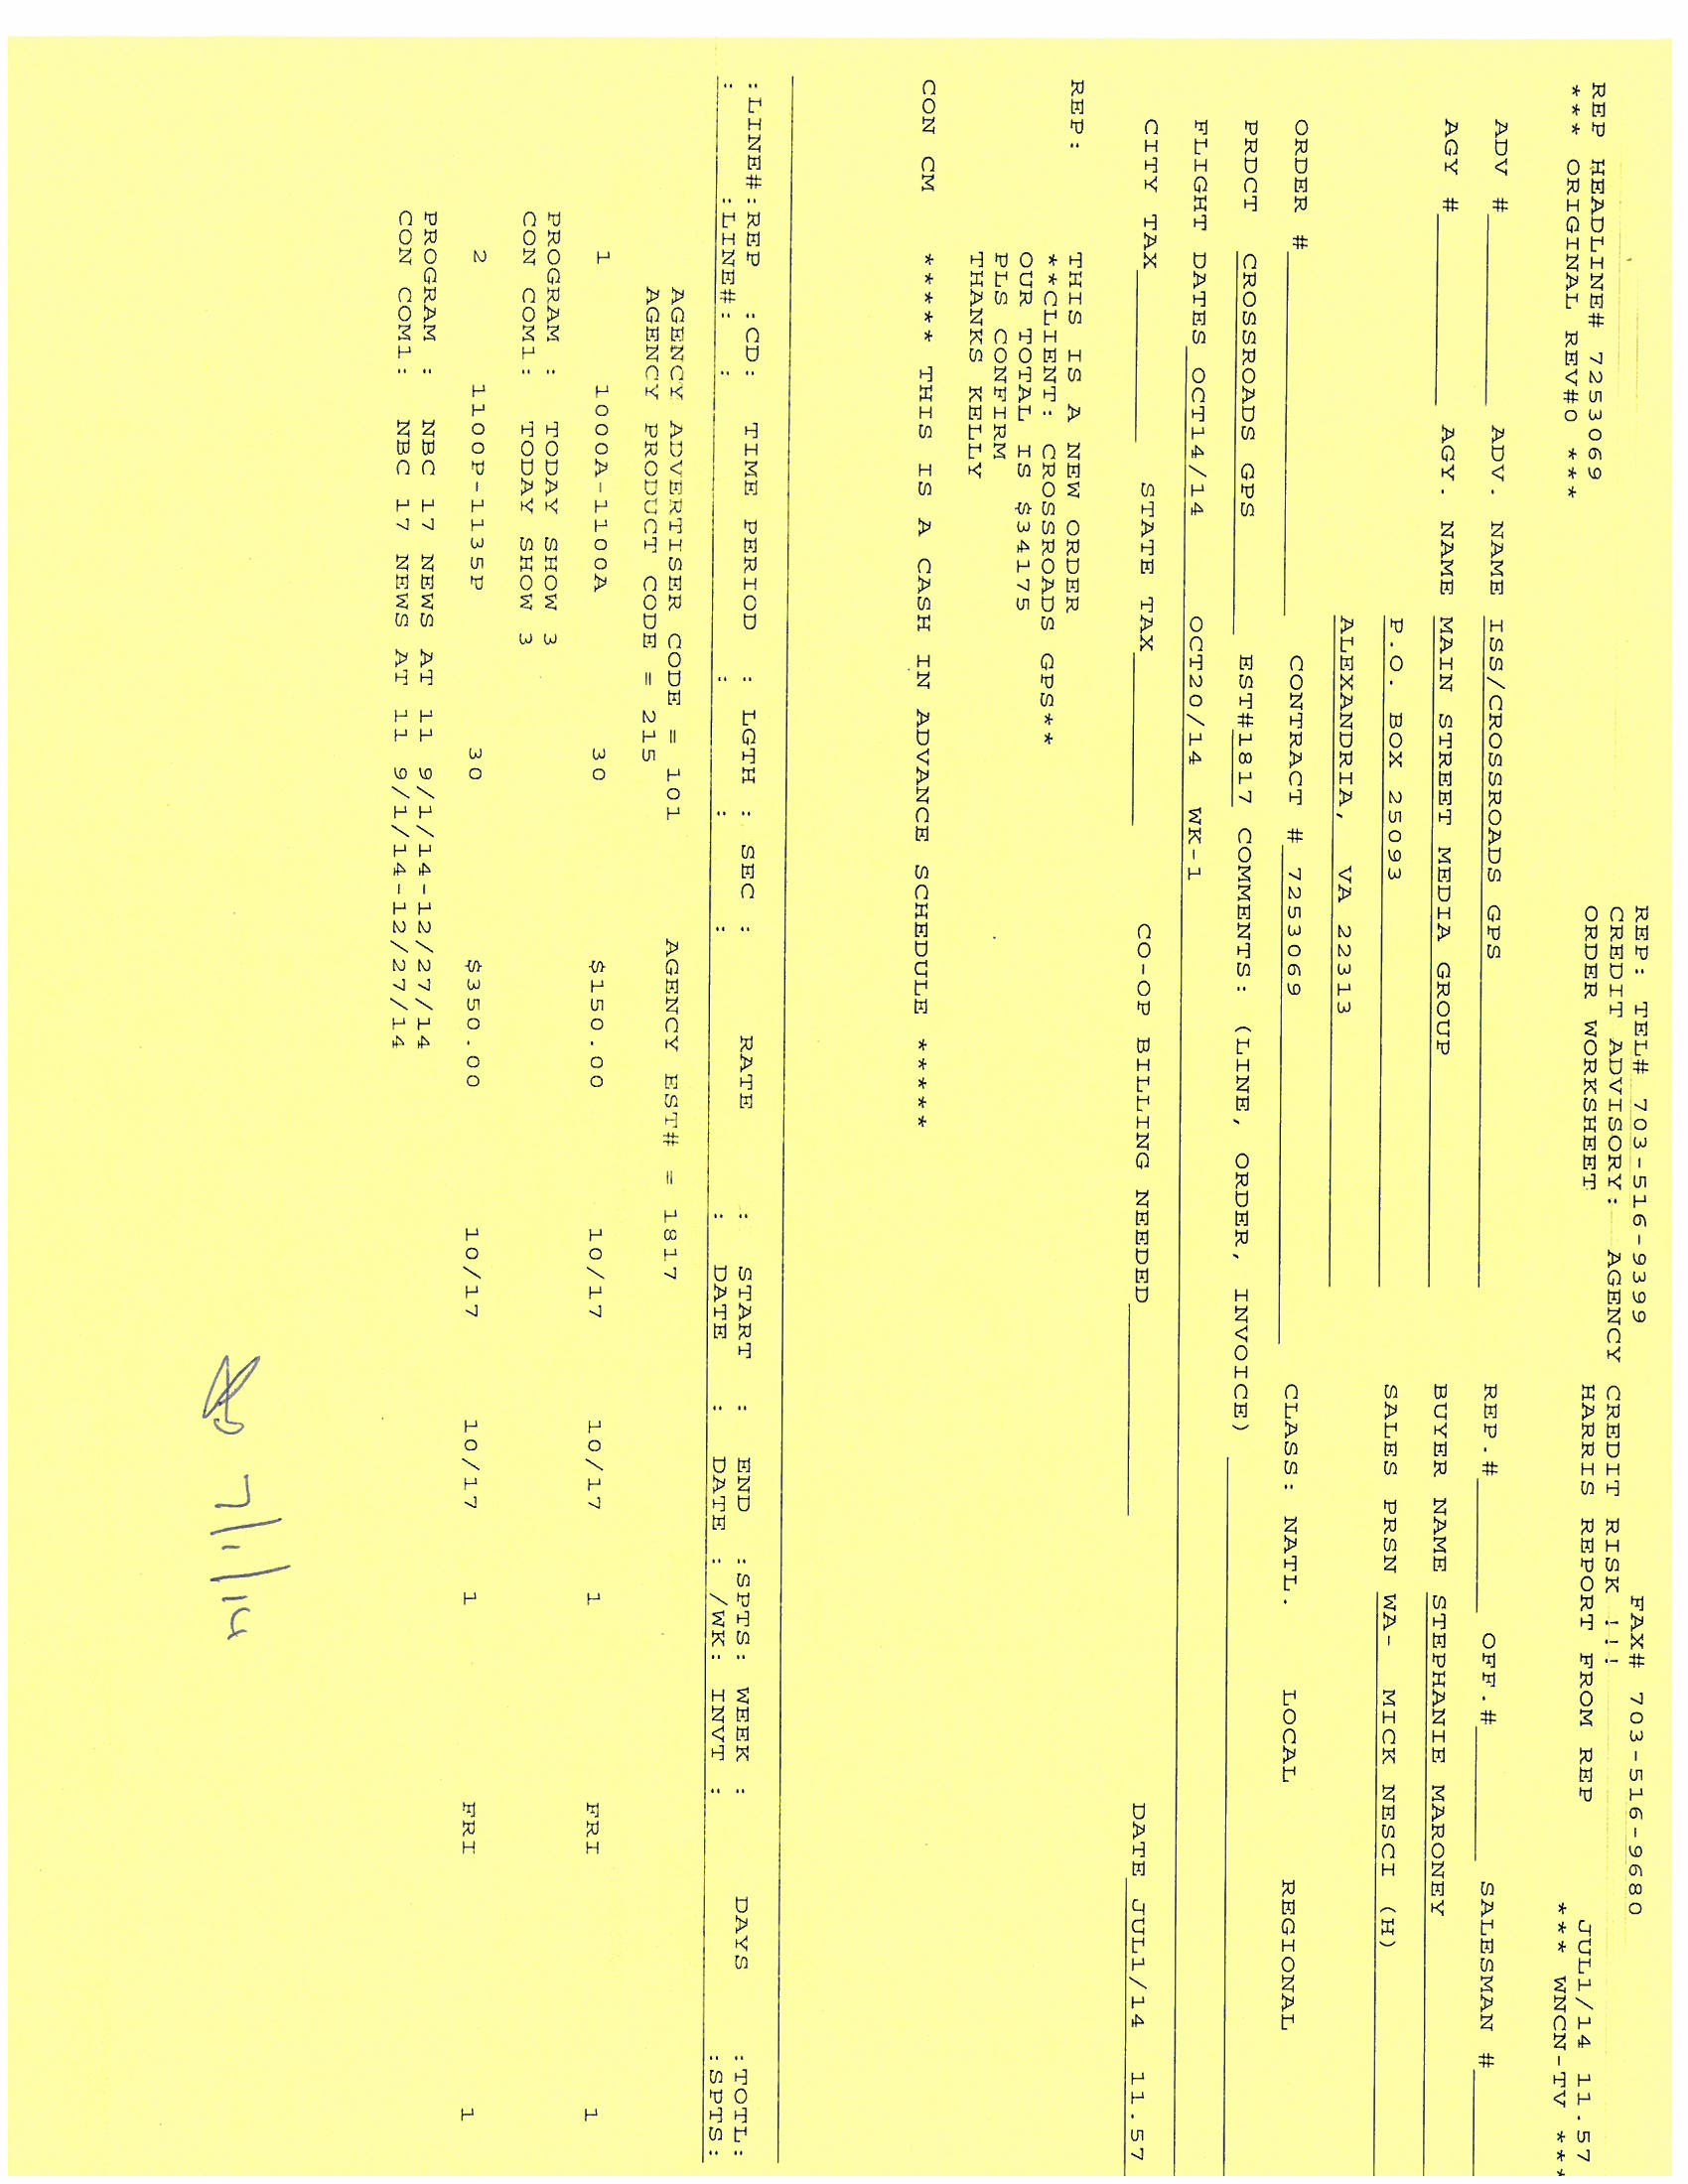 REP: TEL# 703-516-9399 FAX# 703-516-9680
CREDIT ADVISORY: AGENCY CREDIT RISK !!!
REP HEADLINE# 7253069 ORDER WORKSHEET HARRIS REPORT FROM REP JUL1/14 11.57
*** ORIGINAL REV#0 *** *** WNCN-TV ***
ADV # ADV. NAME ISS/CROSSROADS GPS REP.# OFF.# SALESMAN #
AGY # AGY. NAME MAIN STREET MEDIA GROUP BUYER NAME STEPHANIE MARONEY
P.O. BOX 25093 SALES PRSN WA- MICK NESCI (H)
ALEXANDRIA, VA 22313
ORDER # CONTRACT # 7253069 CLASS: NATL. LOCAL REGIONAL
PRDCT CROSSROADS GPS EST#1817 COMMENTS: (LINE, ORDER, INVOICE)
FLIGHT DATES OCT14/14 OCT20/14 WK-1
CITY TAX STATE TAX CO-OP BILLING NEEDED DATE JUL1/14 11.57
REP: THIS IS A NEW ORDER
**CLIENT: CROSSROADS GPS**
OUR TOTAL IS $34175
PLS CONFIRM
THANKS KELLY
CON CM ***** THIS IS A CASH IN ADVANCE SCHEDULE *****
:LINE#:REP :CD: TIME PERIOD : LGTH : SEC : RATE : START : END :SPTS: WEEK : DAYS :TOTL:
: :LINE#: : : : : : DATE : DATE : /WK: INVT : :SPTS:
AGENCY ADVERTISER CODE = 101 AGENCY EST# = 1817
AGENCY PRODUCT CODE = 215
1 1000A-1100A 30 $150.00 10/17 10/17 1 FRI 1
PROGRAM : TODAY SHOW 3
CON COM1: TODAY SHOW 3
2 1100P-1135P 30 $350.00 10/17 10/17 1 FRI 1
PROGRAM : NBC 17 NEWS AT 11 9/1/14-12/27/14
CON COM1: NBC 17 NEWS AT 11 9/1/14-12/27/14
7/1/14